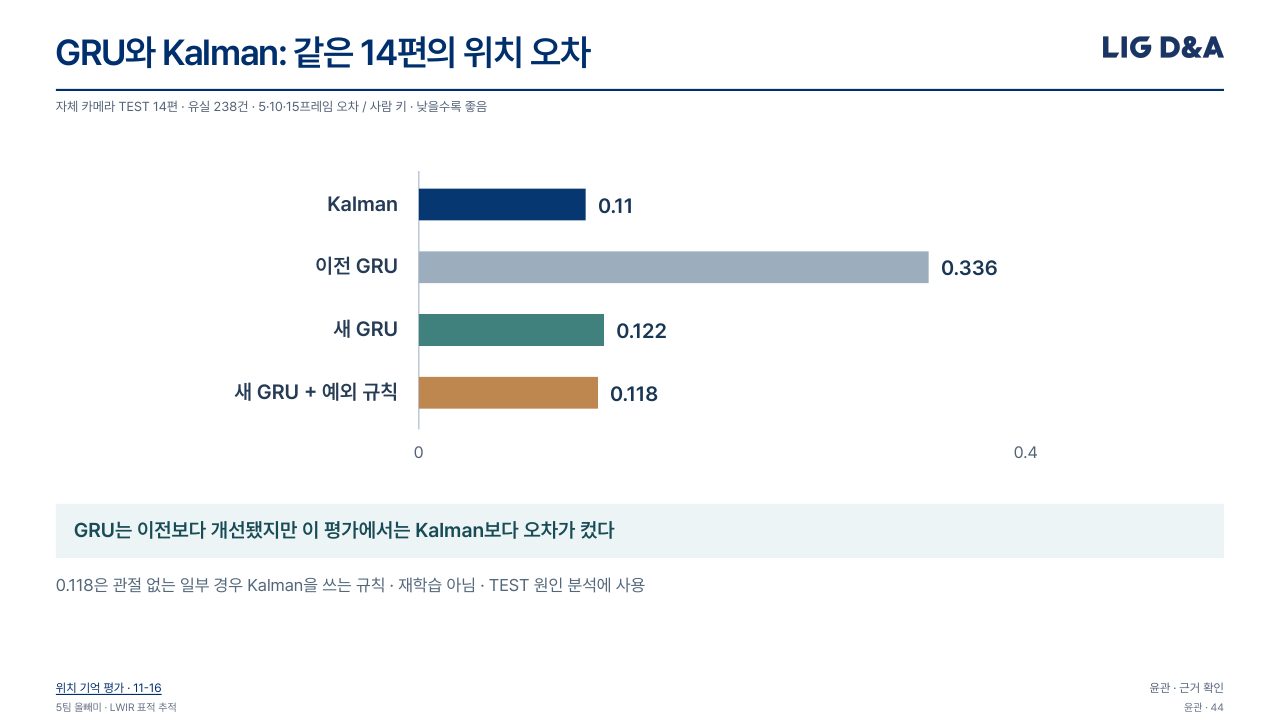 GRU와 Kalman: 같은 14편의 위치 오차
LIG D&A
자체 카메라 TEST 14편 · 유실 238건 · 5·10·15프레임 오차 / 사람 키 · 낮을수록 좋음
Kalman
0.11
이전 GRU
0.336
새 GRU
0.122
새 GRU + 예외 규칙
0.118
0
0.4
GRU는 이전보다 개선됐지만 이 평가에서는 Kalman보다 오차가 컸다
0.118은 관절 없는 일부 경우 Kalman을 쓰는 규칙 · 재학습 아님 · TEST 원인 분석에 사용
위치 기억 평가 · 11-16
윤관 · 근거 확인
5팀 올빼미 · LWIR 표적 추적
윤관 · 44